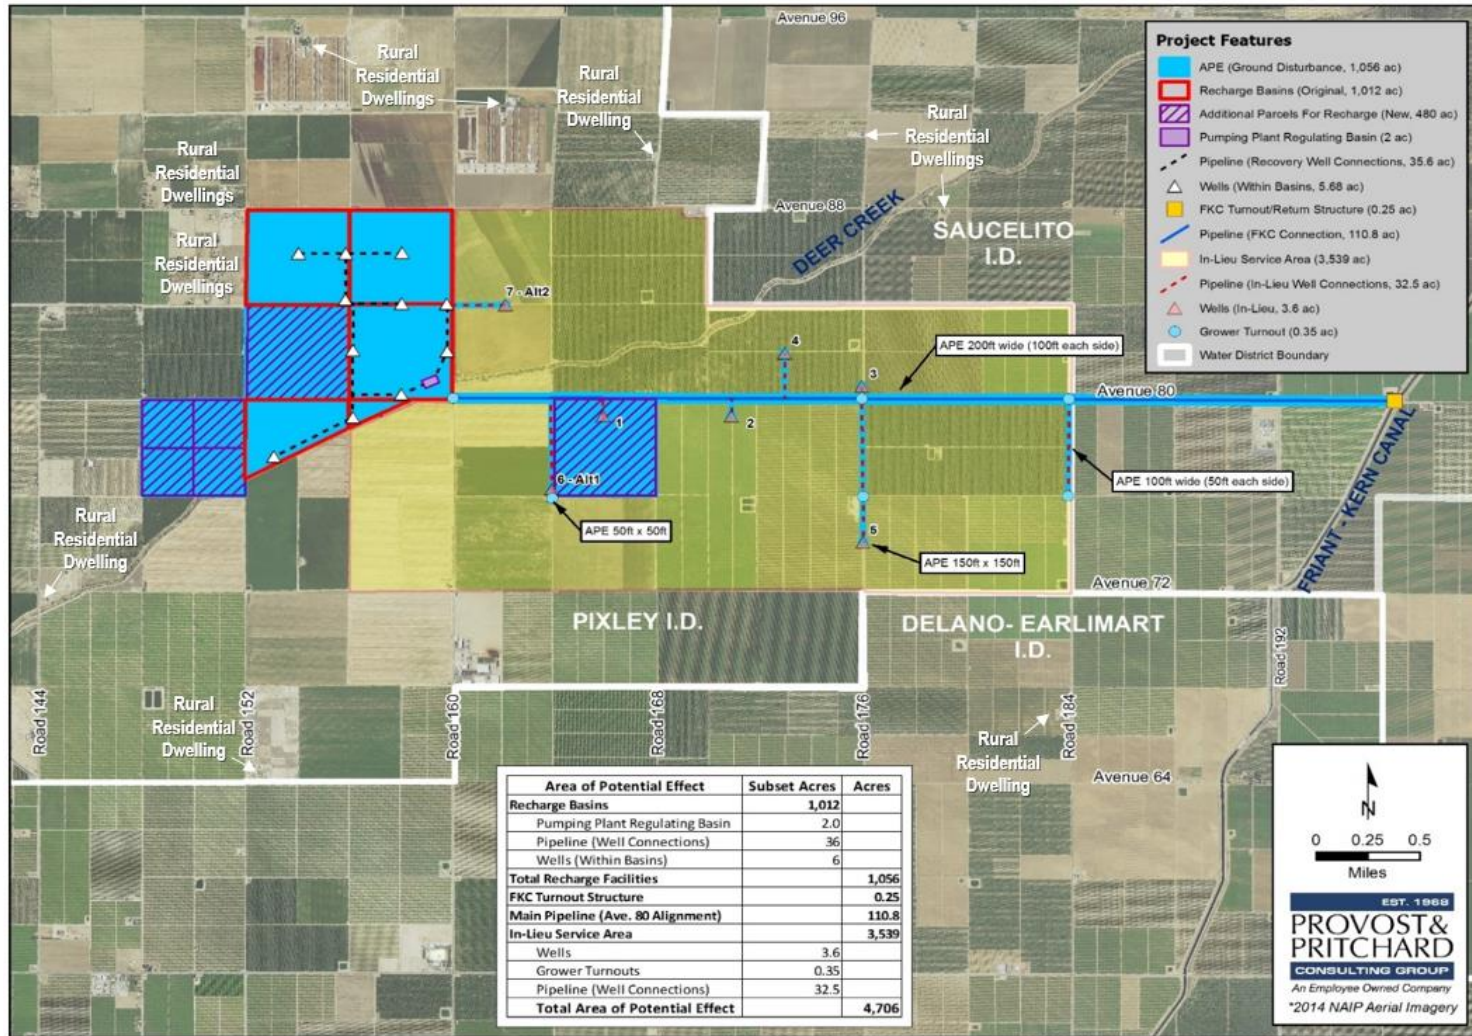 Avenue 96
Rural
Residential
Dwellings
Rural
Residential
Dwelling
Rural
Residential
Dwellings
Rural
Residential
Dwellings
Rural
Residential
Dwellings
Avenue 88
DEER CREEK
SAUCELITO
I.D.
7 - Alt2
4
APE 200ft wide (100ft each side)
3
Avenue 80
1
2
6 - Alt1
APE 100ft wide (50ft each side)
APE 50ft x 50ft
5
APE 150ft x 150ft
FRIANT - KERN CANAL
Rural
Residential
Dwelling
Avenue 72
PIXLEY I.D.
DELANO- EARLIMART
I.D.
Road 144
Road 152
Road 160
Road 168
Road 176
Road 184
Road 192
Rural
Residential
Dwelling
Rural
Residential
Dwelling
Avenue 64
Project Features
APE (Ground Disturbance, 1,056 ac)
Recharge Basins (Original, 1,012 ac)
Additional Parcels For Recharge (New, 480 ac)
Pumping Plant Regulating Basin (2 ac)
Pipeline (Recovery Well Connections, 35.6 ac)
Wells (Within Basins, 5.68 ac)
FKC Turnout/Return Structure (0.25 ac)
Pipeline (FKC Connection, 110.8 ac)
In-Lieu Service Area (3,539 ac)
Pipeline (In-Lieu Well Connections, 32.5 ac)
Wells (In-Lieu, 3.6 ac)
Grower Turnout (0.35 ac)
Water District Boundary
Area of Potential Effect Subset Acres Acres
Recharge Basins 1,012
Pumping Plant Regulating Basin 2.0
Pipeline (Well Connections) 36
Wells (Within Basins) 6
Total Recharge Facilities 1,056
FKC Turnout Structure 0.25
Main Pipeline (Ave. 80 Alignment) 110.8
In-Lieu Service Area 3,539
Wells 3.6
Grower Turnouts 0.35
Pipeline (Well Connections) 32.5
Total Area of Potential Effect 4,706
N
0 0.25 0.5
Miles
EST. 1968
PROVOST&
PRITCHARD
CONSULTING GROUP
An Employee Owned Company
*2014 NAIP Aerial Imagery